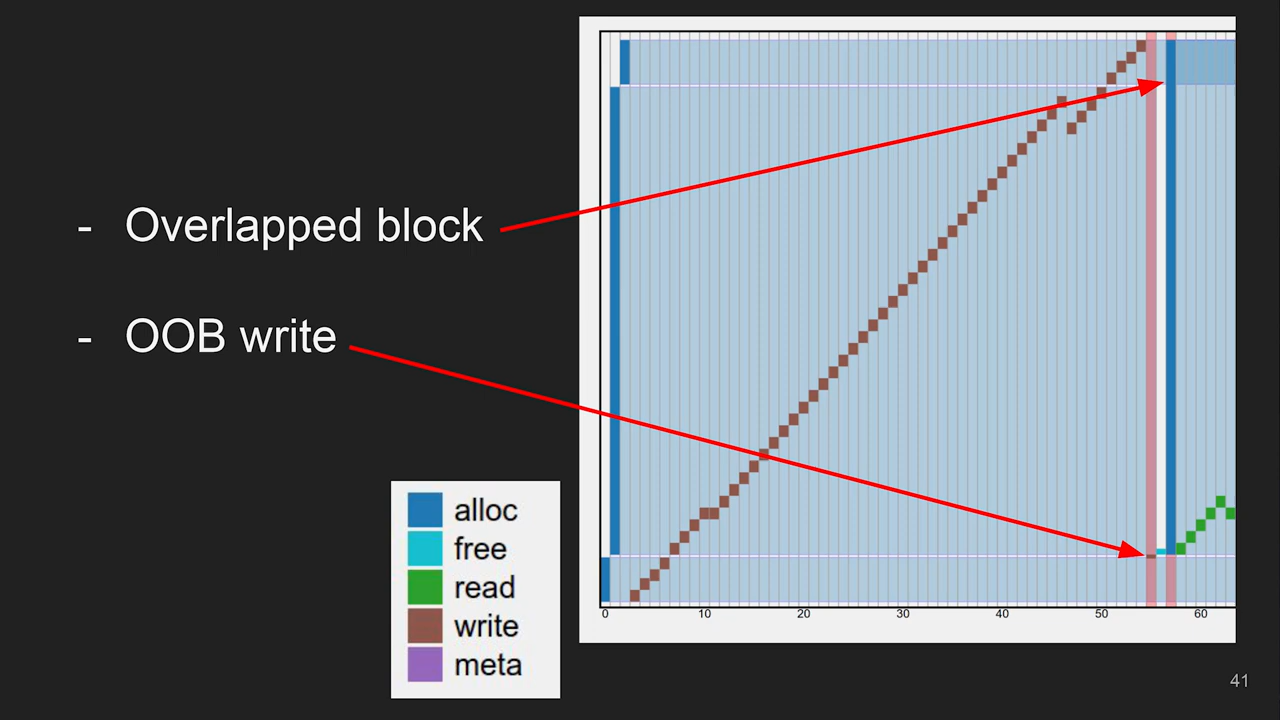 - Overlapped block
- OOB write
alloc
free
read
write
meta
0 10 20 30 40 50 60
41